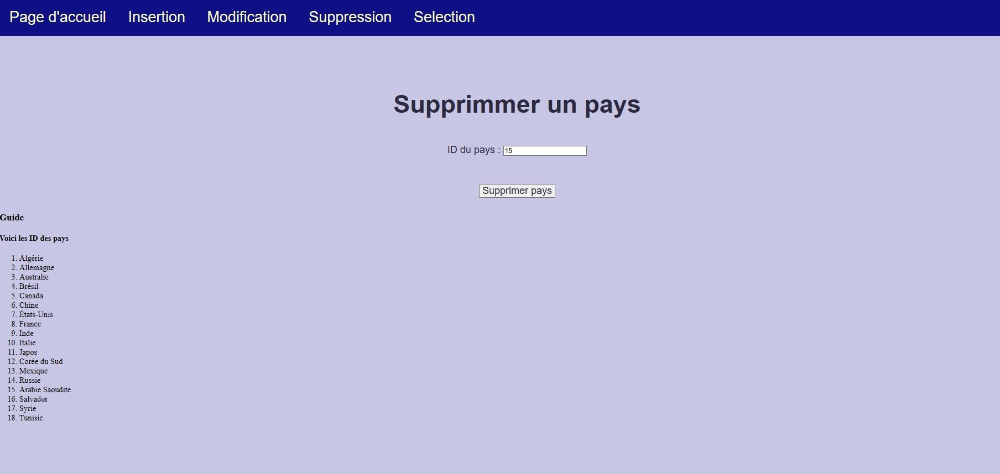 Page d'accueil Insertion Modification Suppression Selection
Supprimmer un pays
ID du pays : 15
Supprimer pays
Guide
Voici les ID des pays
1. Algérie
2. Allemagne
3. Australie
4. Brésil
5. Canada
6. Chine
7. États-Unis
8. France
9. Inde
10. Italie
11. Japos
12. Corée du Sud
13. Mexique
14. Russie
15. Arabie Saoudite
16. Salvador
17. Syrie
18. Tunisie